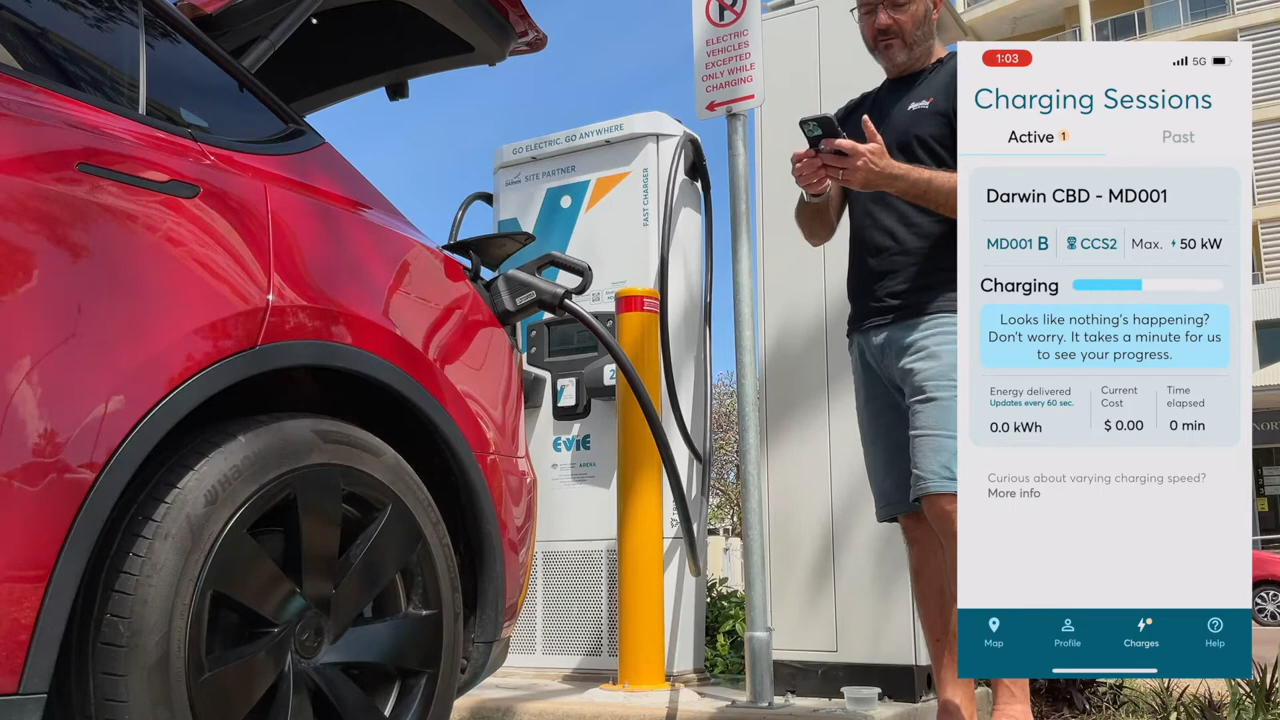 ELECTRIC
VEHICLES
EXCEPTED
ONLY WHILE
CHARGING
GO ELECTRIC. GO ANYWHERE
SITE PARTNER
FAST CHARGER
2
EVIE
ARENA
1:03
5G
Charging Sessions
Active 1
Past
Darwin CBD - MD001
MD001 B
CCS2
Max. 50 kW
Charging
Looks like nothing's happening?
Don't worry. It takes a minute for us
to see your progress.
Energy delivered
Updates every 60 sec.
0.0 kWh
Current
Cost
$ 0.00
Time
elapsed
0 min
Curious about varying charging speed?
More info
Map
Profile
Charges
Help